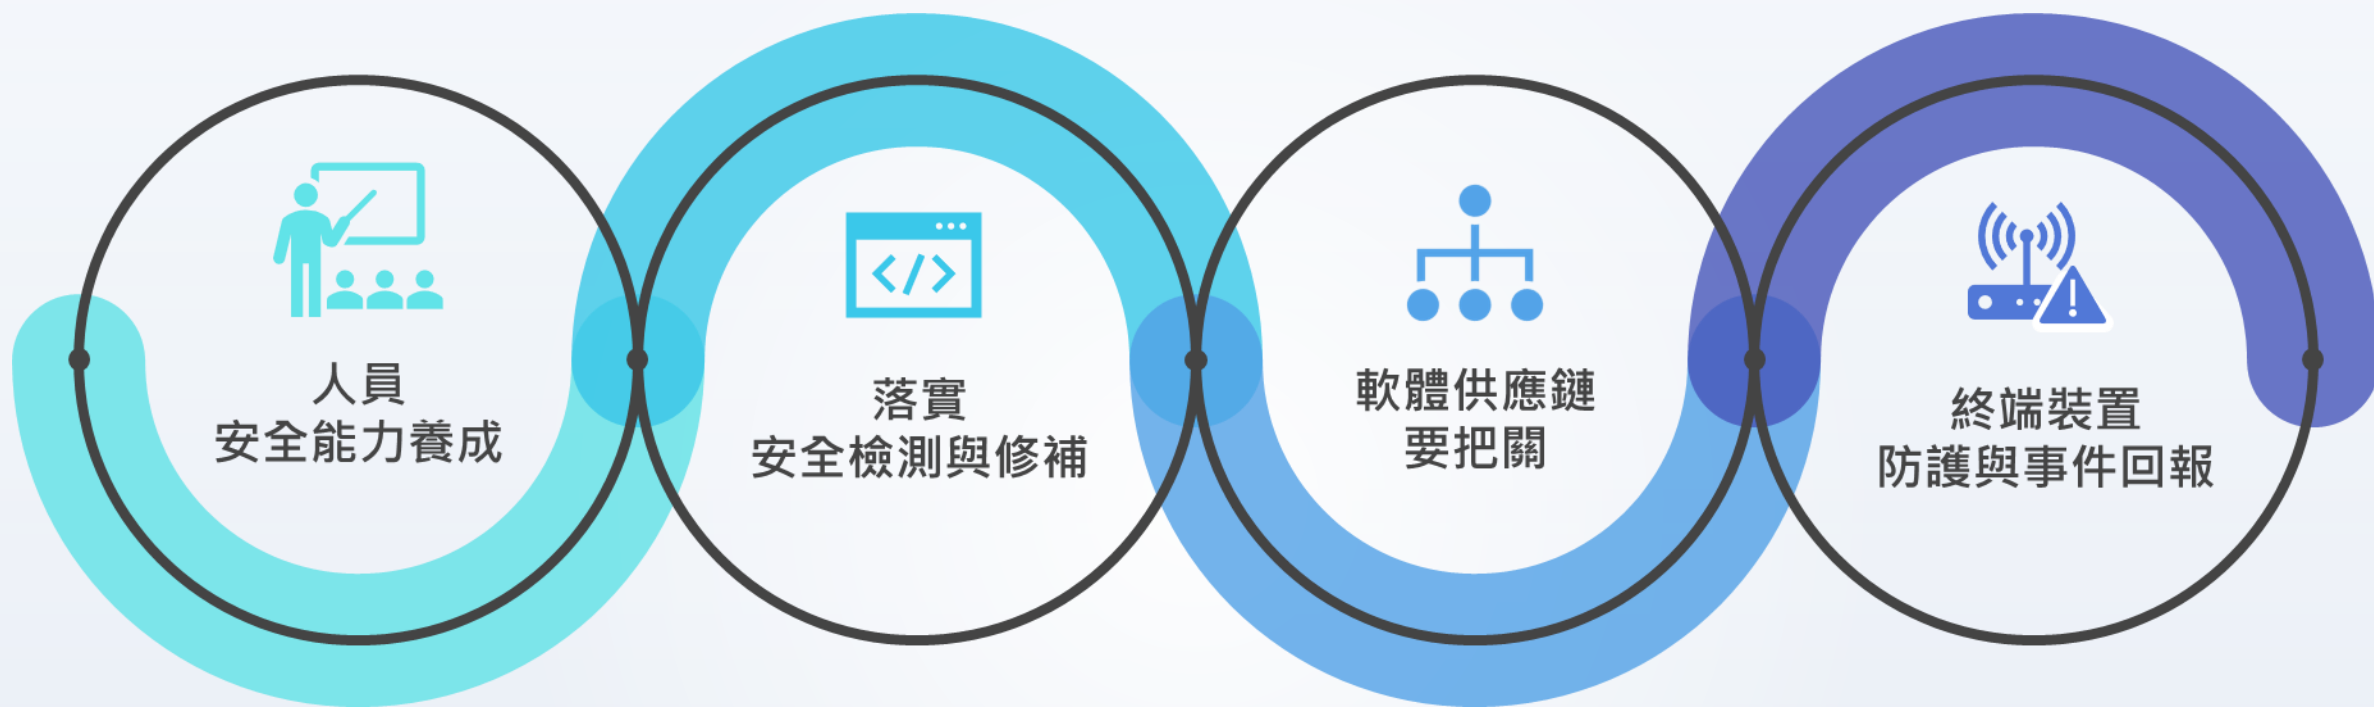 人員
安全能力養成
落實
安全檢測與修補
軟體供應鏈
要把關
終端裝置
防護與事件回報